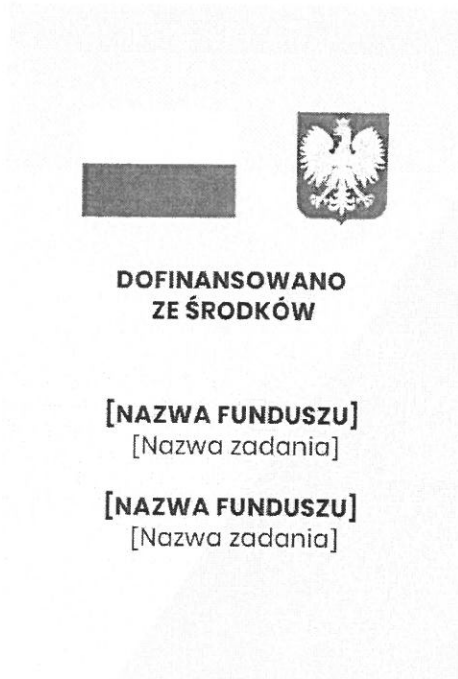 DOFINANSOWANO
ZE ŚRODKÓW
[NAZWA FUNDUSZU]
[Nazwa zadania]
[NAZWA FUNDUSZU]
[Nazwa zadania]